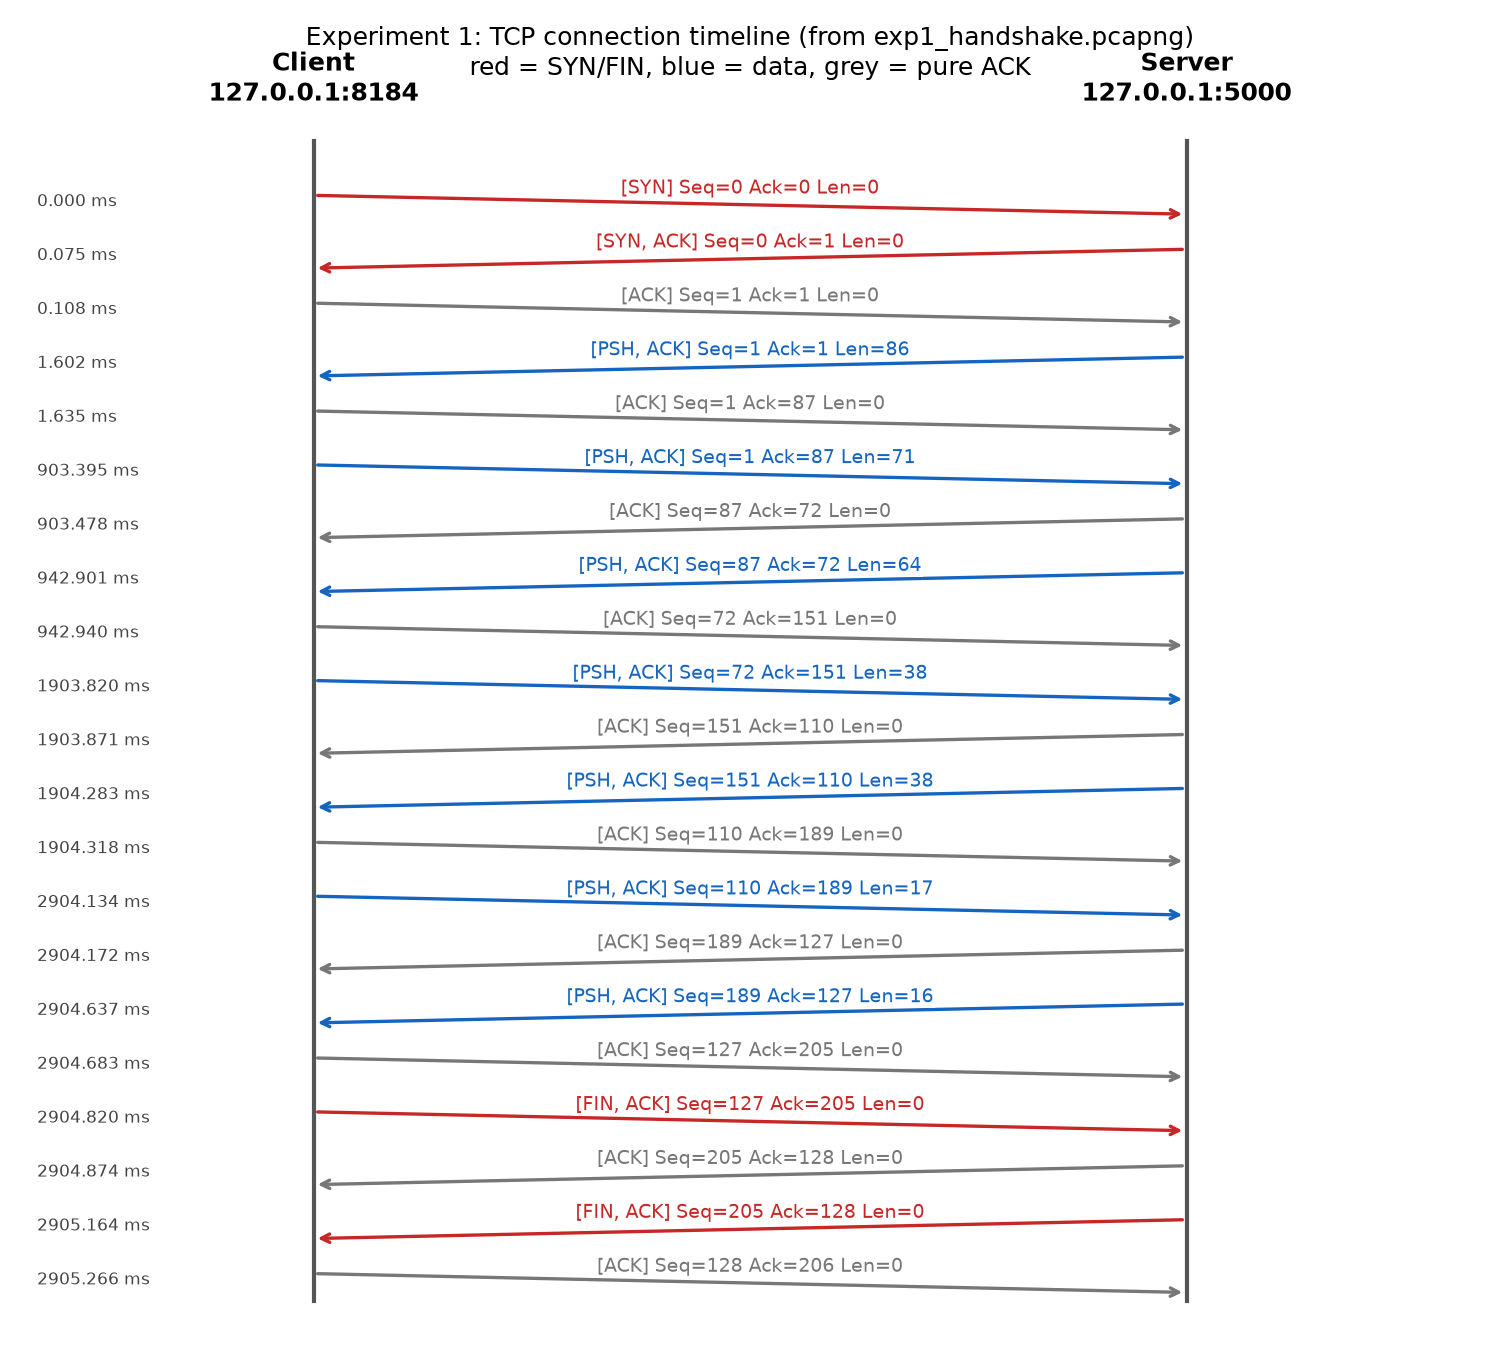 Experiment 1: TCP connection timeline (from exp1_handshake.pcapng)
red = SYN/FIN, blue = data, grey = pure ACK
Client
127.0.0.1:8184
Server
127.0.0.1:5000
0.000 ms
[SYN] Seq=0 Ack=0 Len=0
0.075 ms
[SYN, ACK] Seq=0 Ack=1 Len=0
0.108 ms
[ACK] Seq=1 Ack=1 Len=0
1.602 ms
[PSH, ACK] Seq=1 Ack=1 Len=86
1.635 ms
[ACK] Seq=1 Ack=87 Len=0
903.395 ms
[PSH, ACK] Seq=1 Ack=87 Len=71
903.478 ms
[ACK] Seq=87 Ack=72 Len=0
942.901 ms
[PSH, ACK] Seq=87 Ack=72 Len=64
942.940 ms
[ACK] Seq=72 Ack=151 Len=0
1903.820 ms
[PSH, ACK] Seq=72 Ack=151 Len=38
1903.871 ms
[ACK] Seq=151 Ack=110 Len=0
1904.283 ms
[PSH, ACK] Seq=151 Ack=110 Len=38
1904.318 ms
[ACK] Seq=110 Ack=189 Len=0
2904.134 ms
[PSH, ACK] Seq=110 Ack=189 Len=17
2904.172 ms
[ACK] Seq=189 Ack=127 Len=0
2904.637 ms
[PSH, ACK] Seq=189 Ack=127 Len=16
2904.683 ms
[ACK] Seq=127 Ack=205 Len=0
2904.820 ms
[FIN, ACK] Seq=127 Ack=205 Len=0
2904.874 ms
[ACK] Seq=205 Ack=128 Len=0
2905.164 ms
[FIN, ACK] Seq=205 Ack=128 Len=0
2905.266 ms
[ACK] Seq=128 Ack=206 Len=0